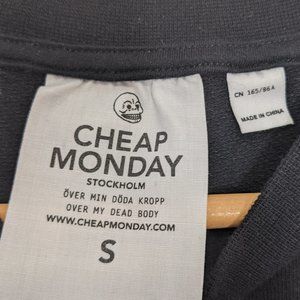 CHEAP
MONDAY
STOCKHOLM
ÖVER MIN DÖDA KROPP
OVER MY DEAD BODY
WWW.CHEAPMONDAY.COM
S
CN 165/86A
MADE IN CHINA